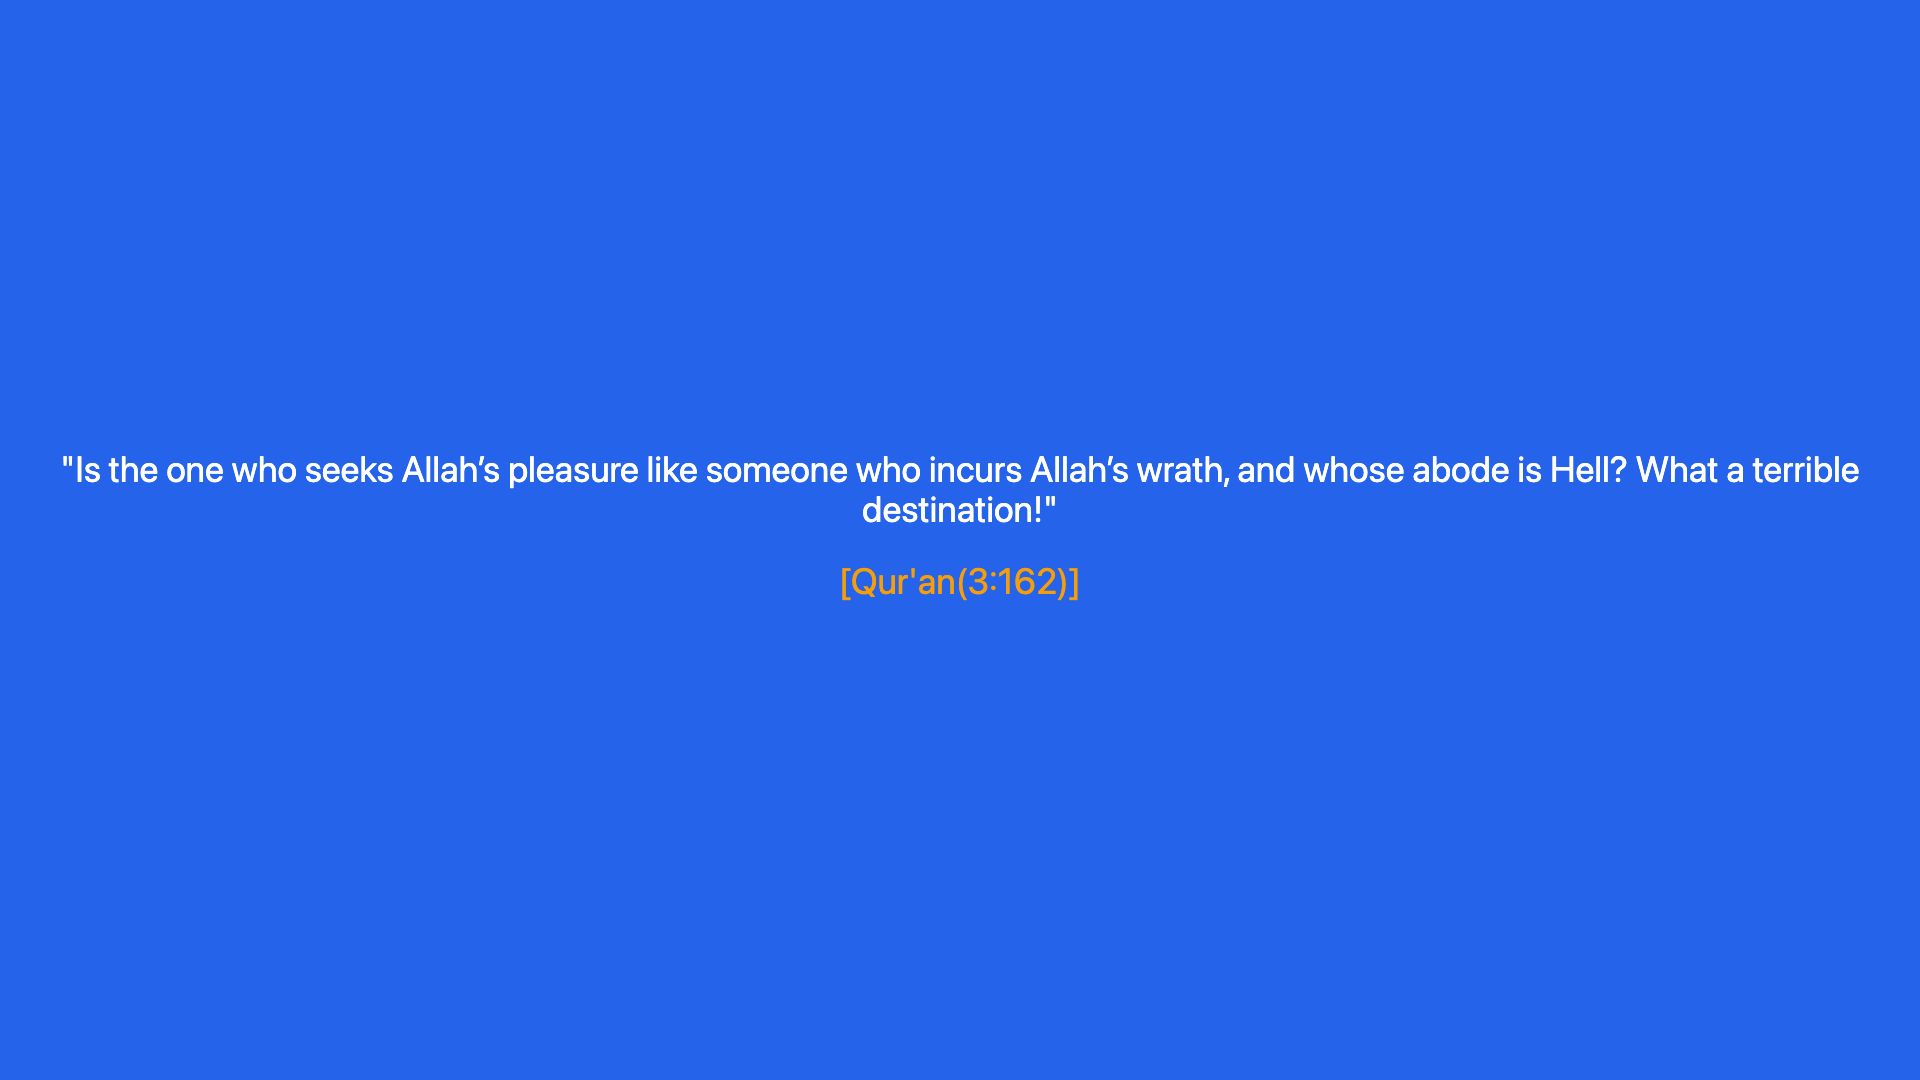 "Is the one who seeks Allah’s pleasure like someone who incurs Allah’s wrath, and whose abode is Hell? What a terrible
destination!"
[Qur'an(3:162)]